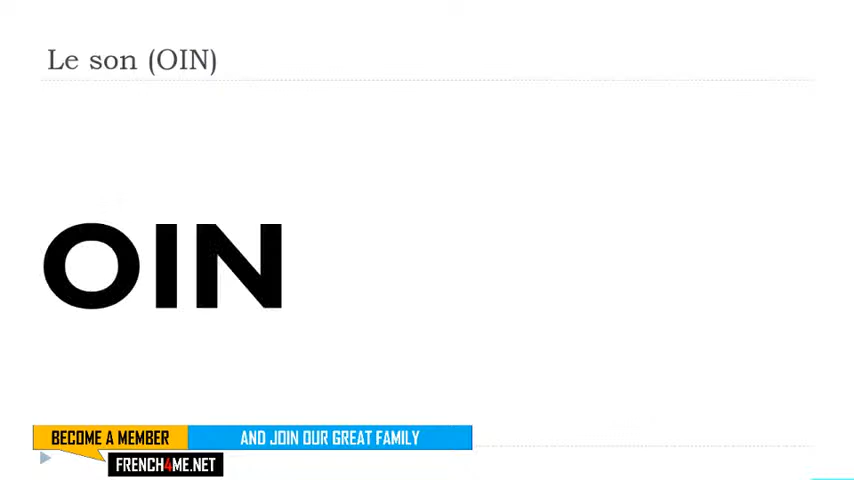 Le son (OIN)
OIN
BECOME A MEMBER
AND JOIN OUR GREAT FAMILY
FRENCH4ME.NET